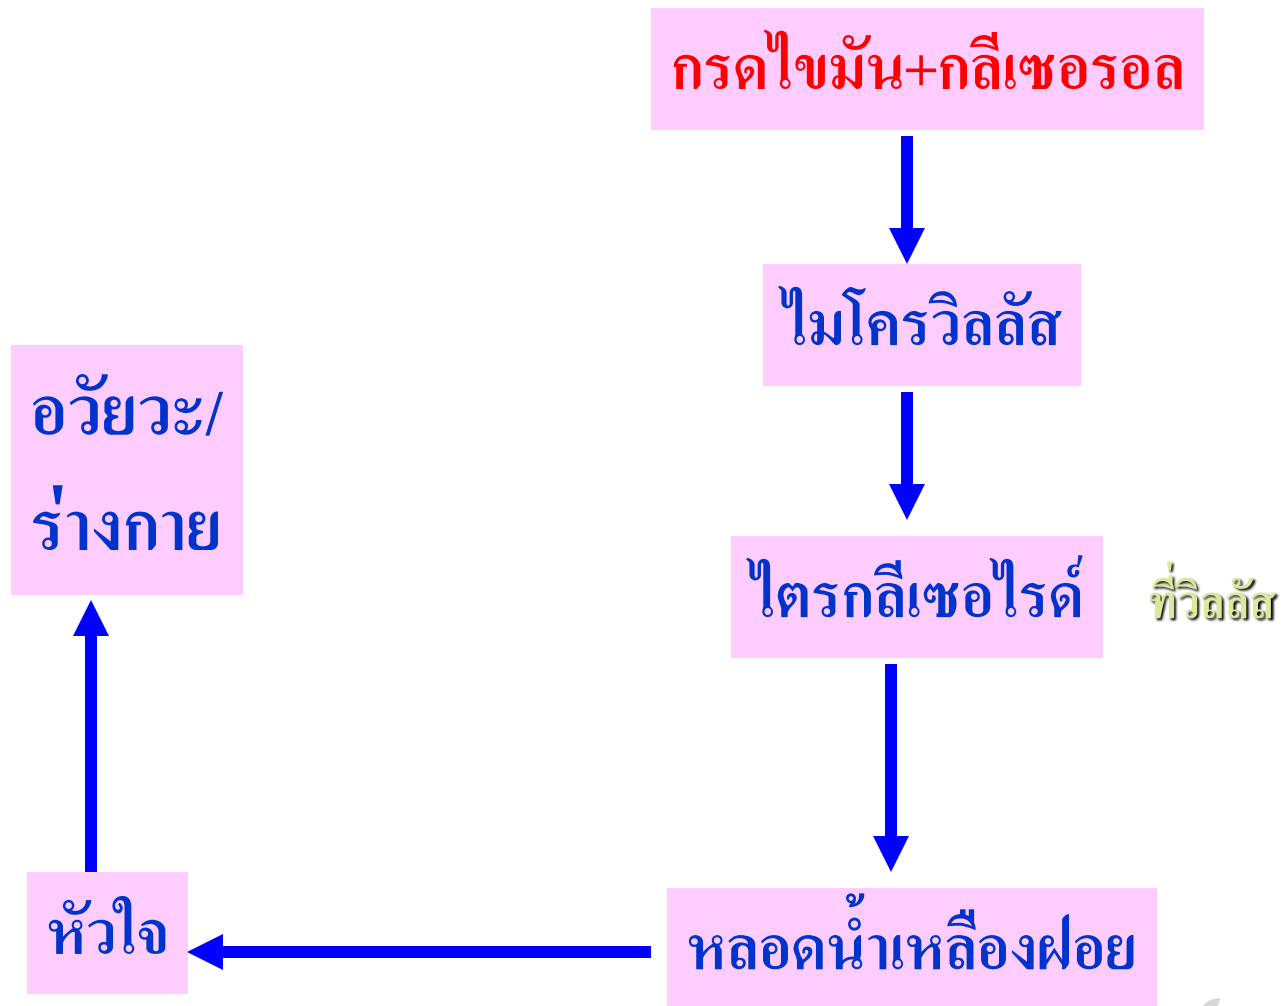 กรดไขมัน+กลีเซอรอล
ไมโครวิลลัส
อวัยวะ/
ร่างกาย
ไตรกลีเซอไรด์
ที่วิลลัส
หัวใจ
หลอดน้ำเหลืองฝอย